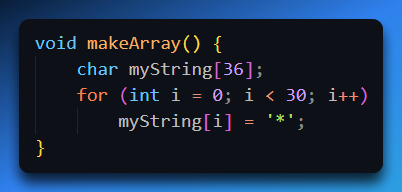 void makeArray() {
    char myString[36];
    for (int i = 0; i < 30; i++)
        myString[i] = '*';
}